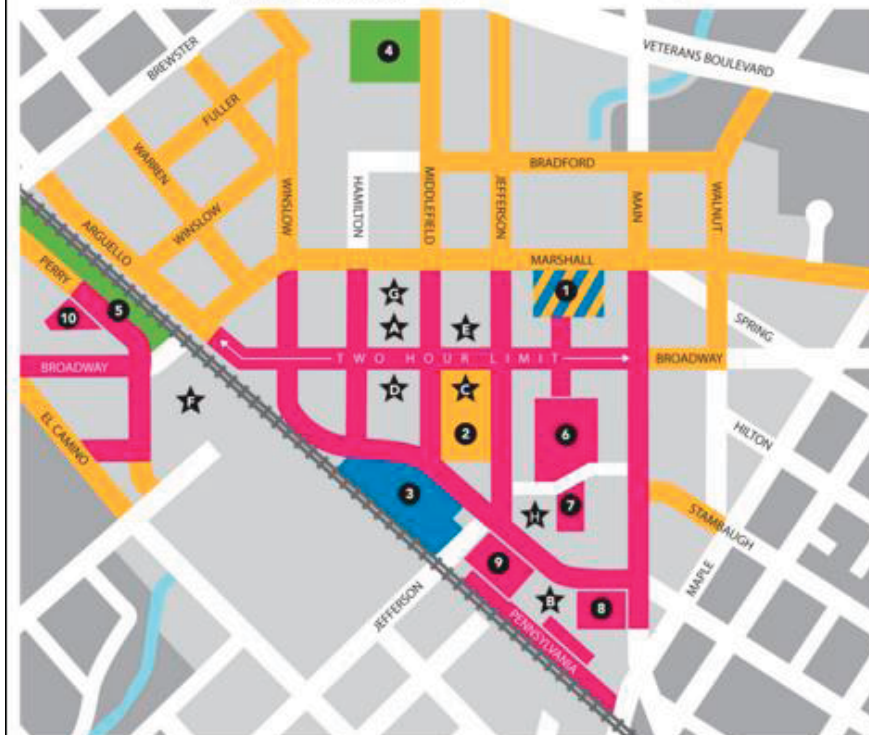 4
VETERANS BOULEVARD
BREWSTER
FULLER
WARREN
BRADFORD
WINSLOW
HAMILTON
MIDDLEFIELD
JEFFERSON
MAIN
WALNUT
WINSLOW
ARGUELLO
MARSHALL
PERRY
G
1
5
10
A
E
SPRING
TWO HOUR LIMIT
BROADWAY
BROADWAY
F
D
C
EL CAMINO
2
6
HILTON
3
H
7
STAMBAUGH
9
MAPLE
JEFFERSON
B
8
PENNSYLVANIA